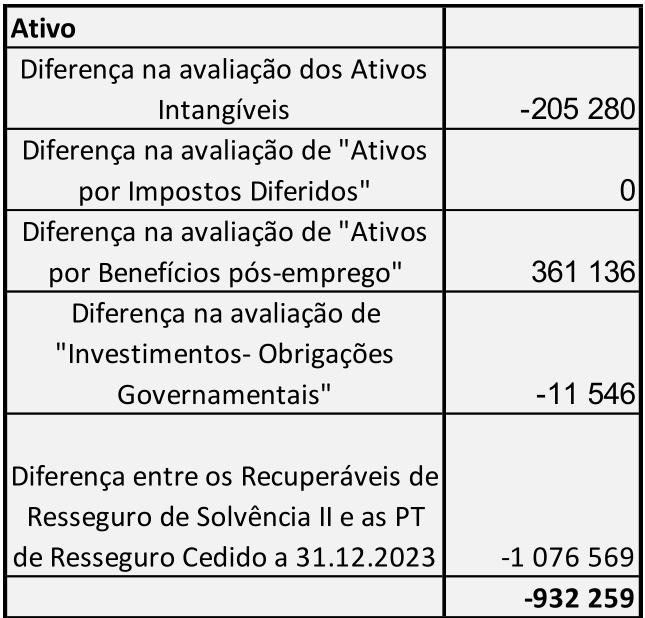 Ativo
Diferença na avaliação dos Ativos
Intangíveis
-205 280
Diferença na avaliação de "Ativos
por Impostos Diferidos"
0
Diferença na avaliação de "Ativos
por Benefícios pós-emprego"
361 136
Diferença na avaliação de
"Investimentos- Obrigações
Governamentais"
-11 546
Diferença entre os Recuperáveis de
Resseguro de Solvência II e as PT
de Resseguro Cedido a 31.12.2023
-1 076 569
-932 259